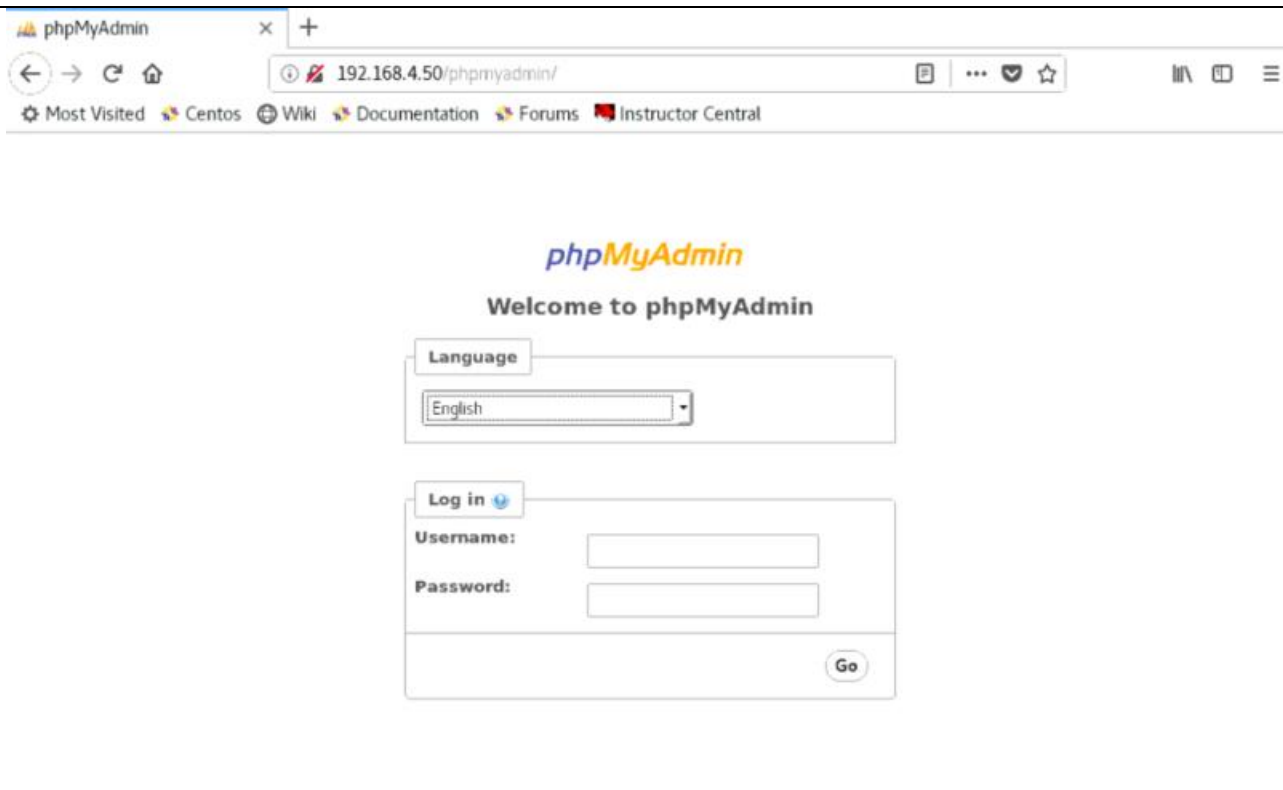 phpMyAdmin
192.168.4.50/phpmyadmin/
Most Visited Centos Wiki Documentation Forums Instructor Central
phpMyAdmin
Welcome to phpMyAdmin
Language
English
Log in
Username:
Password:
Go